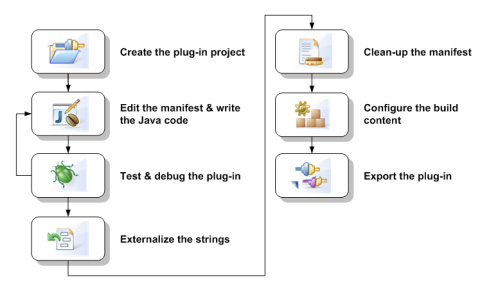 Create the plug-in project
Edit the manifest & write
the Java code
Test & debug the plug-in
Externalize the strings
Clean-up the manifest
Configure the build
content
Export the plug-in